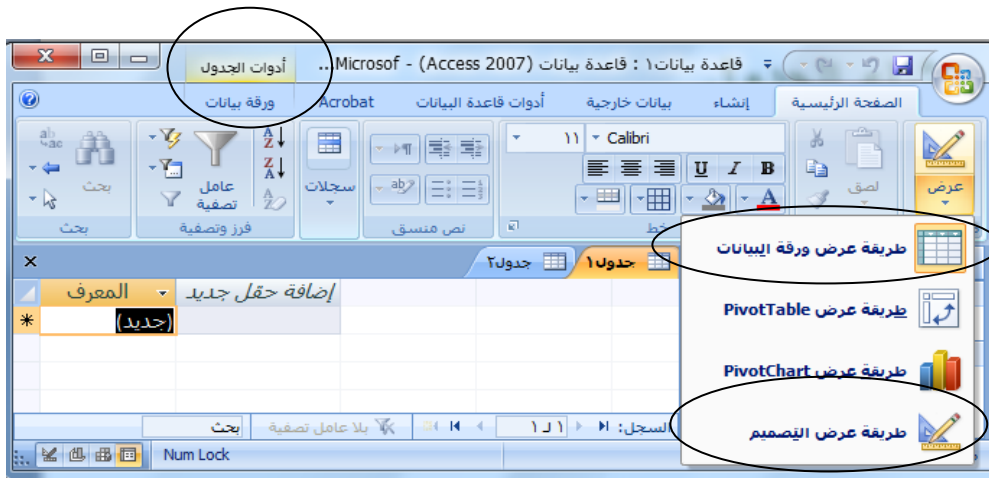 قاعدة بيانات١ : قاعدة بيانات (Access 2007) - Microsof...
أدوات الجدول
الصفحة الرئيسية
إنشاء
بيانات خارجية
أدوات قاعدة البيانات
Acrobat
ورقة بيانات
عرض
لصق
Calibri
١١
B I U
خط
نص منسق
سجلات
عامل تصفية
فرز وتصفية
بحث
بحث
طريقة عرض ورقة البيانات
طريقة عرض PivotTable
طريقة عرض PivotChart
طريقة عرض التصميم
جدول١
جدول٢
المعرف
إضافة حقل جديد
(جديد)
السجل:
١ لـ ١
بلا عامل تصفية
بحث
Num Lock